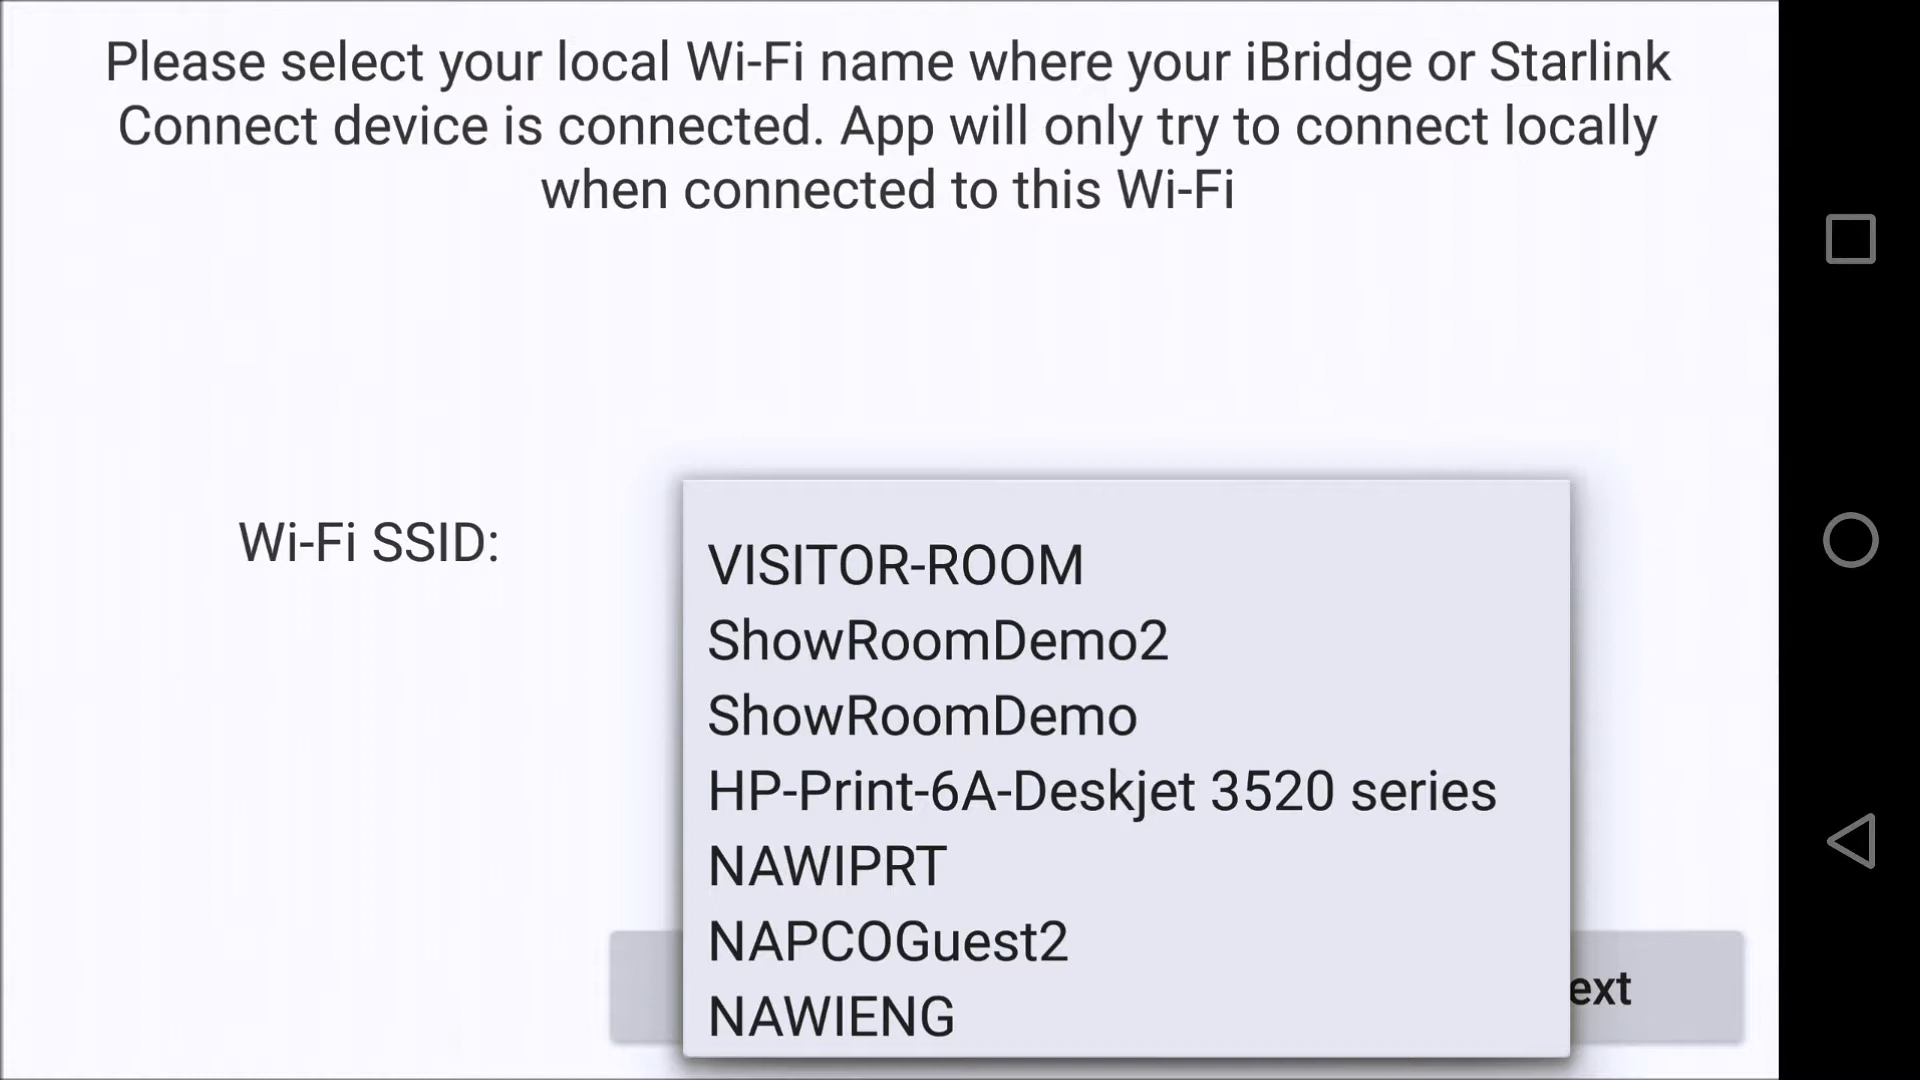 Please select your local Wi-Fi name where your iBridge or Starlink
Connect device is connected. App will only try to connect locally
when connected to this Wi-Fi
Wi-Fi SSID:
VISITOR-ROOM
ShowRoomDemo2
ShowRoomDemo
HP-Print-6A-Deskjet 3520 series
NAWIPRT
NAPCOGuest2
NAWIENG
ext